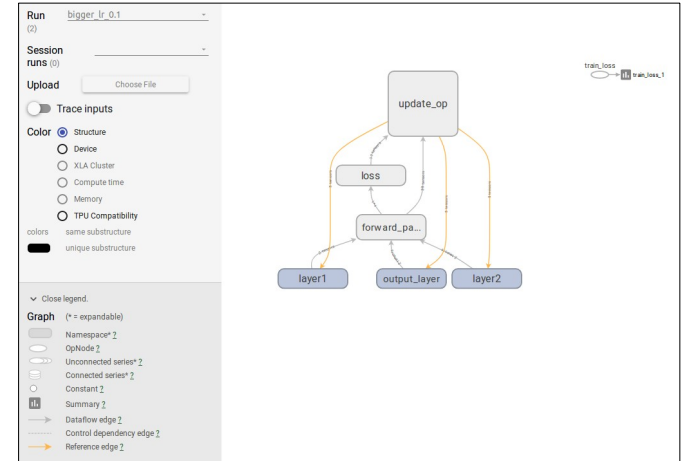 Run bigger_lr_0.1
(2)
Session
runs (0)
Upload Choose File
Trace inputs
Color Structure
Device
XLA Cluster
Compute time
Memory
TPU Compatibility
colors same substructure
unique substructure
Close legend.
Graph (* = expandable)
Namespace* ?
OpNode ?
Unconnected series* ?
Connected series* ?
Constant ?
Summary ?
Dataflow edge ?
Control dependency edge ?
Reference edge ?
train_loss
train_loss_1
update_op
loss
forward_pa...
layer1
output_layer
layer2